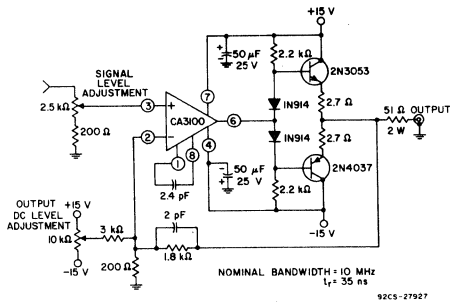 +15 V
50 µF
25 V
2.2 kΩ
2N3053
SIGNAL
LEVEL
ADJUSTMENT
7
2.7 Ω
2.5 kΩ
3
+
CA3100
6
IN914
51 Ω OUTPUT
2 W
200 Ω
2
−
IN914
2.7 Ω
1
8
4
2N4037
50 µF
25 V
2.4 pF
2.2 kΩ
OUTPUT
DC LEVEL
ADJUSTMENT
+15 V
−15 V
2 pF
3 kΩ
10 kΩ
1.8 kΩ
−15 V
200 Ω
NOMINAL BANDWIDTH = 10 MHz
tr = 35 ns
92CS-27927